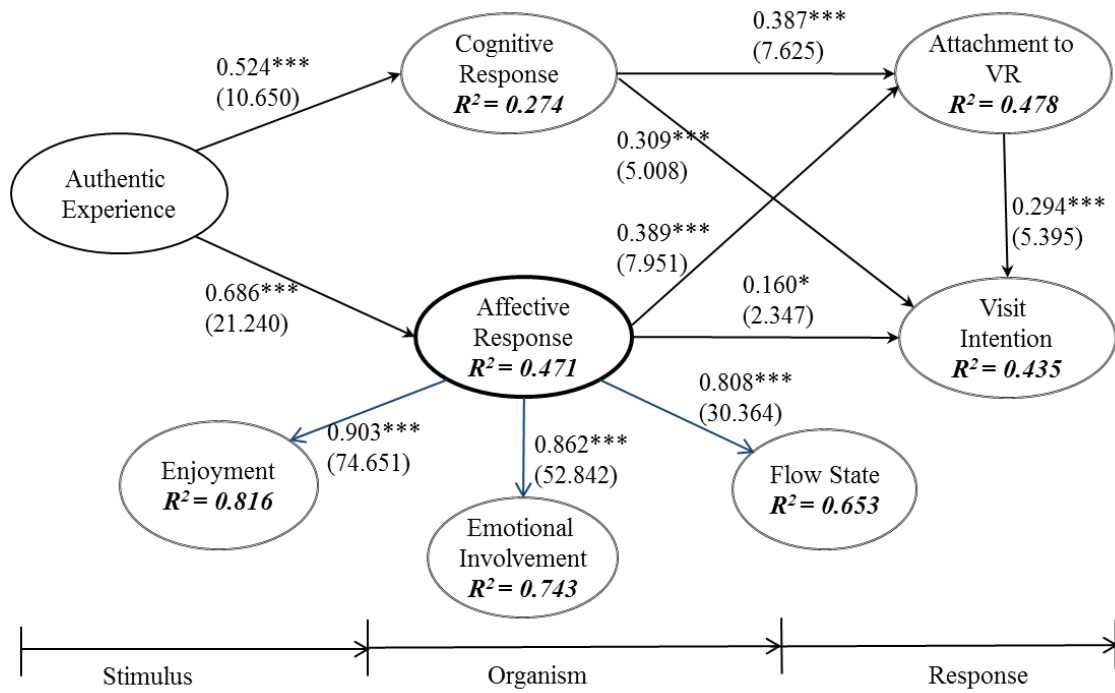 Cognitive
Response
R² = 0.274
0.387***
(7.625)
Attachment to
VR
R² = 0.478
0.524***
(10.650)
Authentic
Experience
0.309***
(5.008)
0.389***
(7.951)
0.294***
(5.395)
0.686***
(21.240)
Affective
Response
R² = 0.471
0.160*
(2.347)
Visit
Intention
R² = 0.435
0.903***
(74.651)
0.862***
(52.842)
0.808***
(30.364)
Enjoyment
R² = 0.816
Emotional
Involvement
R² = 0.743
Flow State
R² = 0.653
Stimulus
Organism
Response